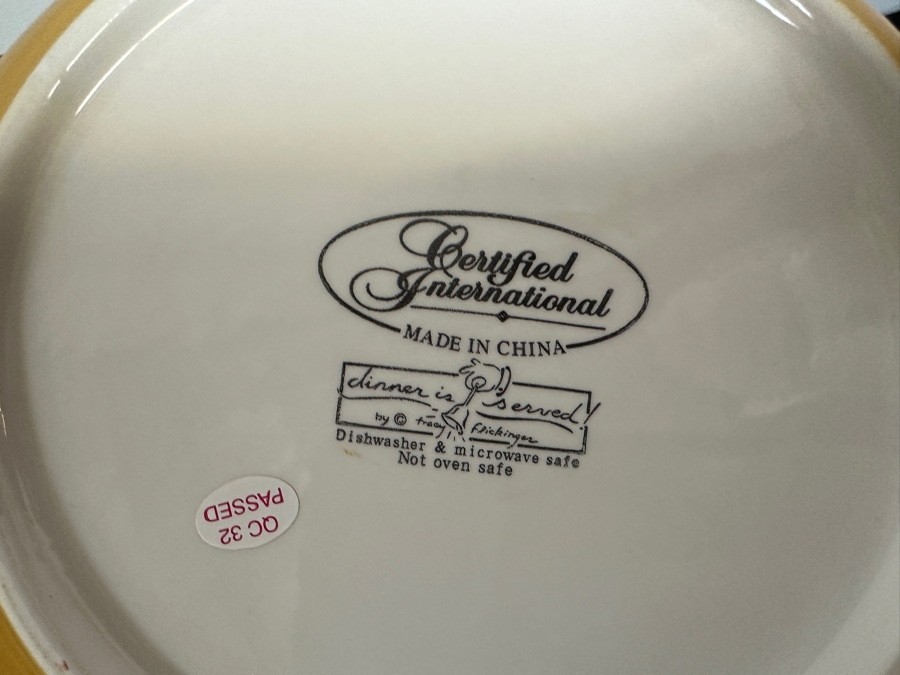 Certified
International
MADE IN CHINA
dinner is served!
by © tracy flickinger
Dishwasher & microwave safe
Not oven safe
QC 32
PASSED